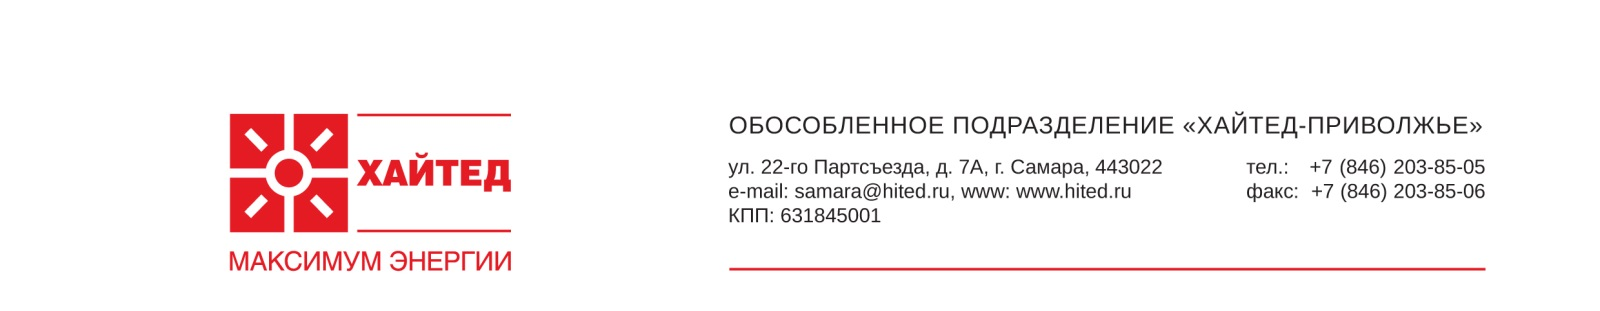 ХАЙТЕД
МАКСИМУМ ЭНЕРГИИ
ОБОСОБЛЕННОЕ ПОДРАЗДЕЛЕНИЕ «ХАЙТЕД-ПРИВОЛЖЬЕ»
ул. 22-го Партсъезда, д. 7А, г. Самара, 443022 тел.: +7 (846) 203-85-05
e-mail: samara@hited.ru, www: www.hited.ru факс: +7 (846) 203-85-06
КПП: 631845001